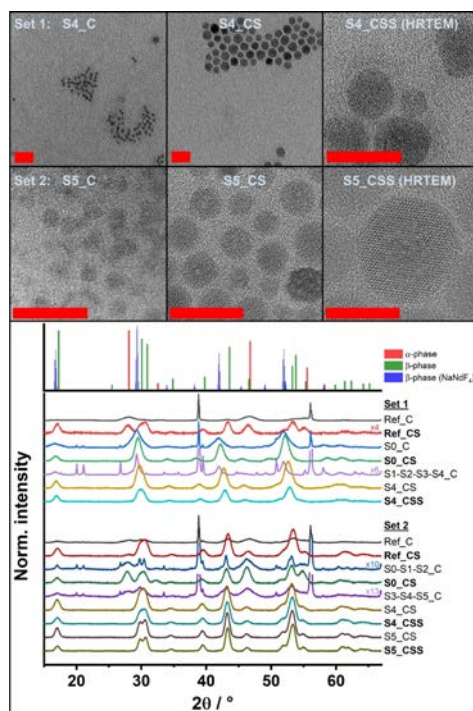 Set 1: S4_C
S4_CS
S4_CSS (HRTEM)
Set 2: S5_C
S5_CS
S5_CSS (HRTEM)
α-phase
β-phase
β-phase (NaNdF4)
Set 1
Ref_C
x4
Ref_CS
S0_C
S0_CS
x6
S1-S2-S3-S4_C
S4_CS
S4_CSS
Set 2
Ref_C
Ref_CS
x10
S0-S1-S2_C
S0_CS
x13
S3-S4-S5_C
S4_CS
S4_CSS
S5_CS
S5_CSS
Norm. intensity
20 30 40 50 60
2θ / °